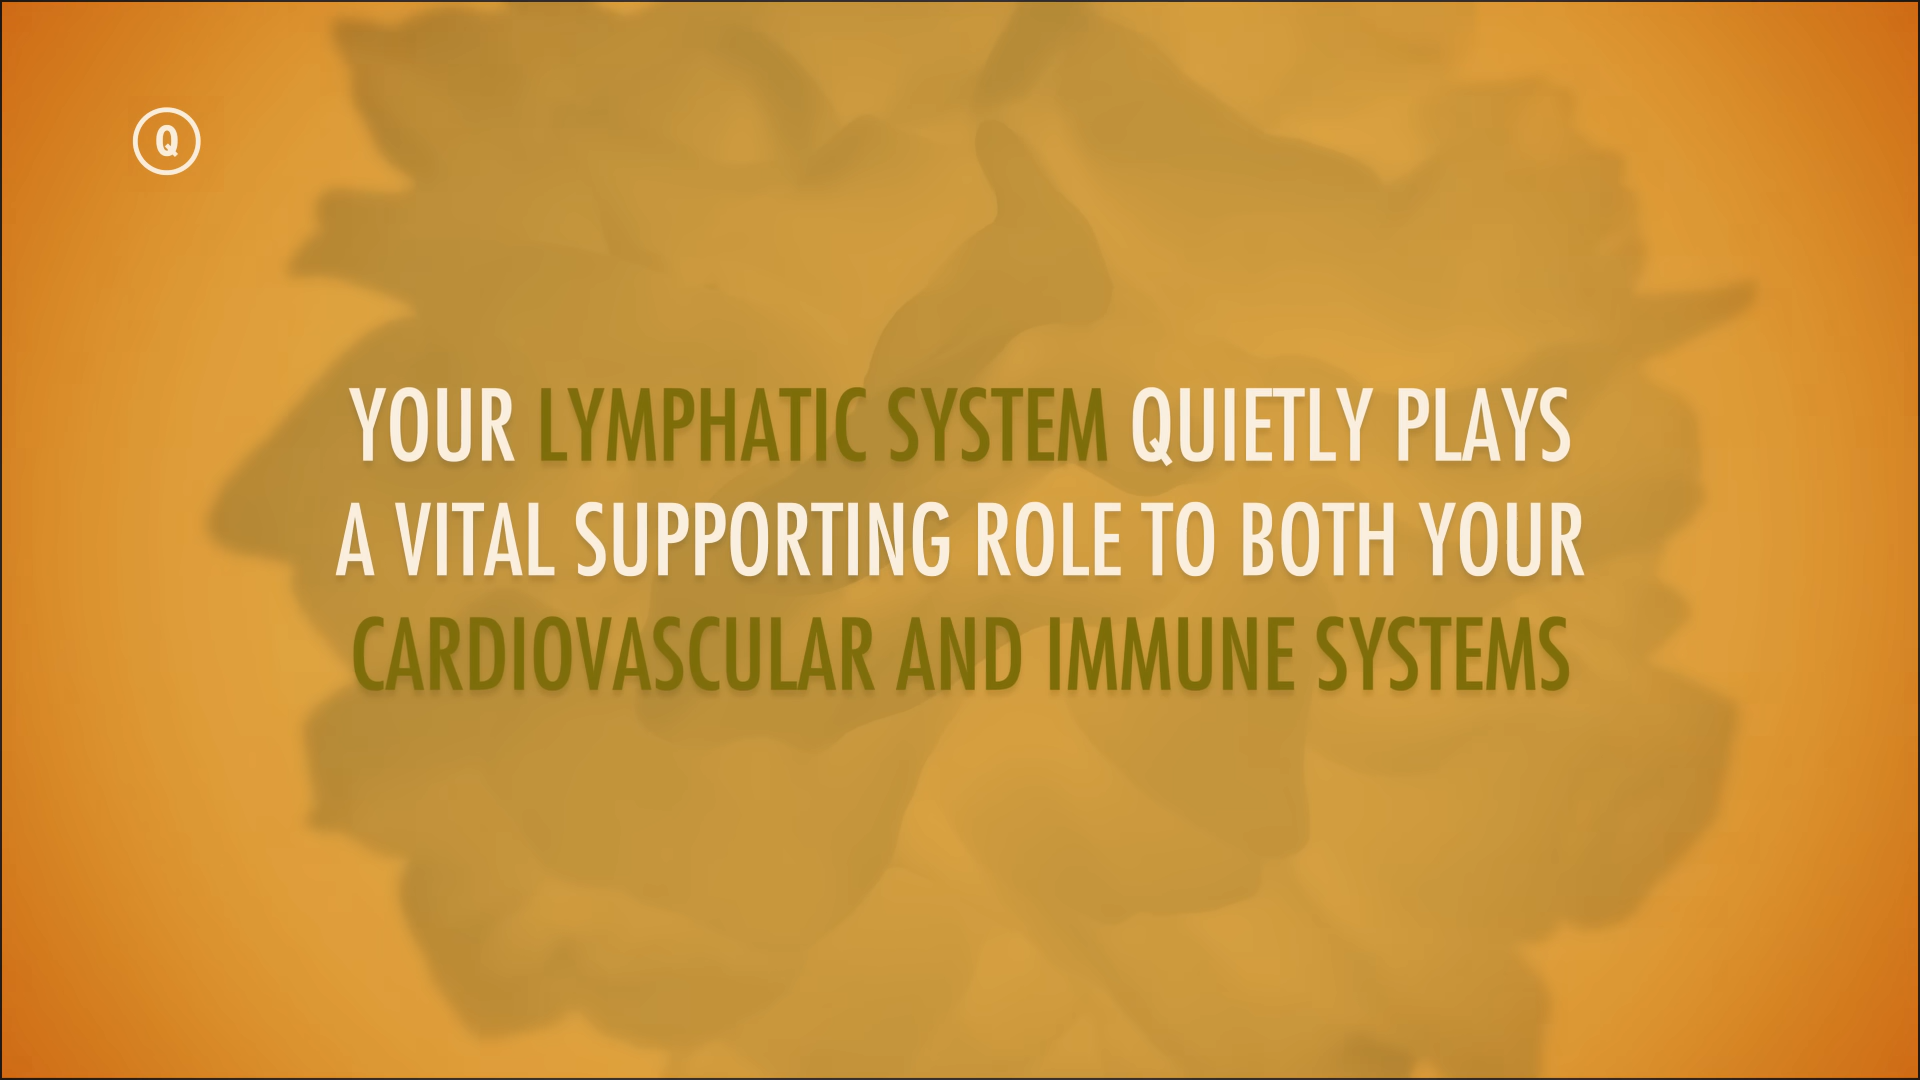 Q
YOUR LYMPHATIC SYSTEM QUIETLY PLAYS
A VITAL SUPPORTING ROLE TO BOTH YOUR
CARDIOVASCULAR AND IMMUNE SYSTEMS